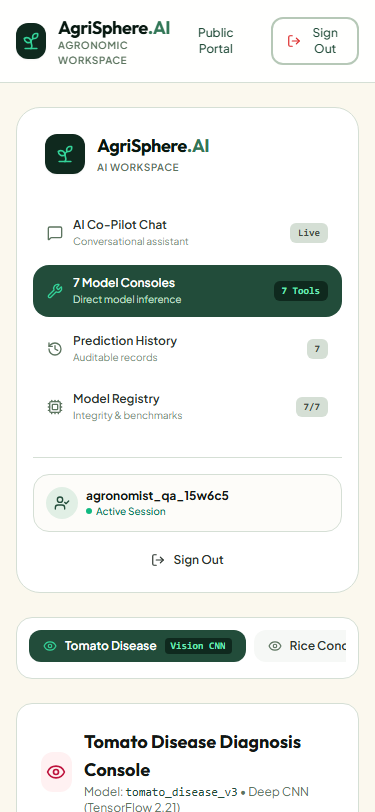 AgriSphere.AI
AGRONOMIC
WORKSPACE
Public
Portal
Sign
Out
AgriSphere.AI
AI WORKSPACE
AI Co-Pilot Chat
Conversational assistant
Live
7 Model Consoles
Direct model inference
7 Tools
Prediction History
Auditable records
7
Model Registry
Integrity & benchmarks
7/7
agronomist_qa_15w6c5
Active Session
Sign Out
Tomato Disease
Vision CNN
Rice Conc
Tomato Disease Diagnosis
Console
Model: tomato_disease_v3 • Deep CNN
(TensorFlow 2.21)